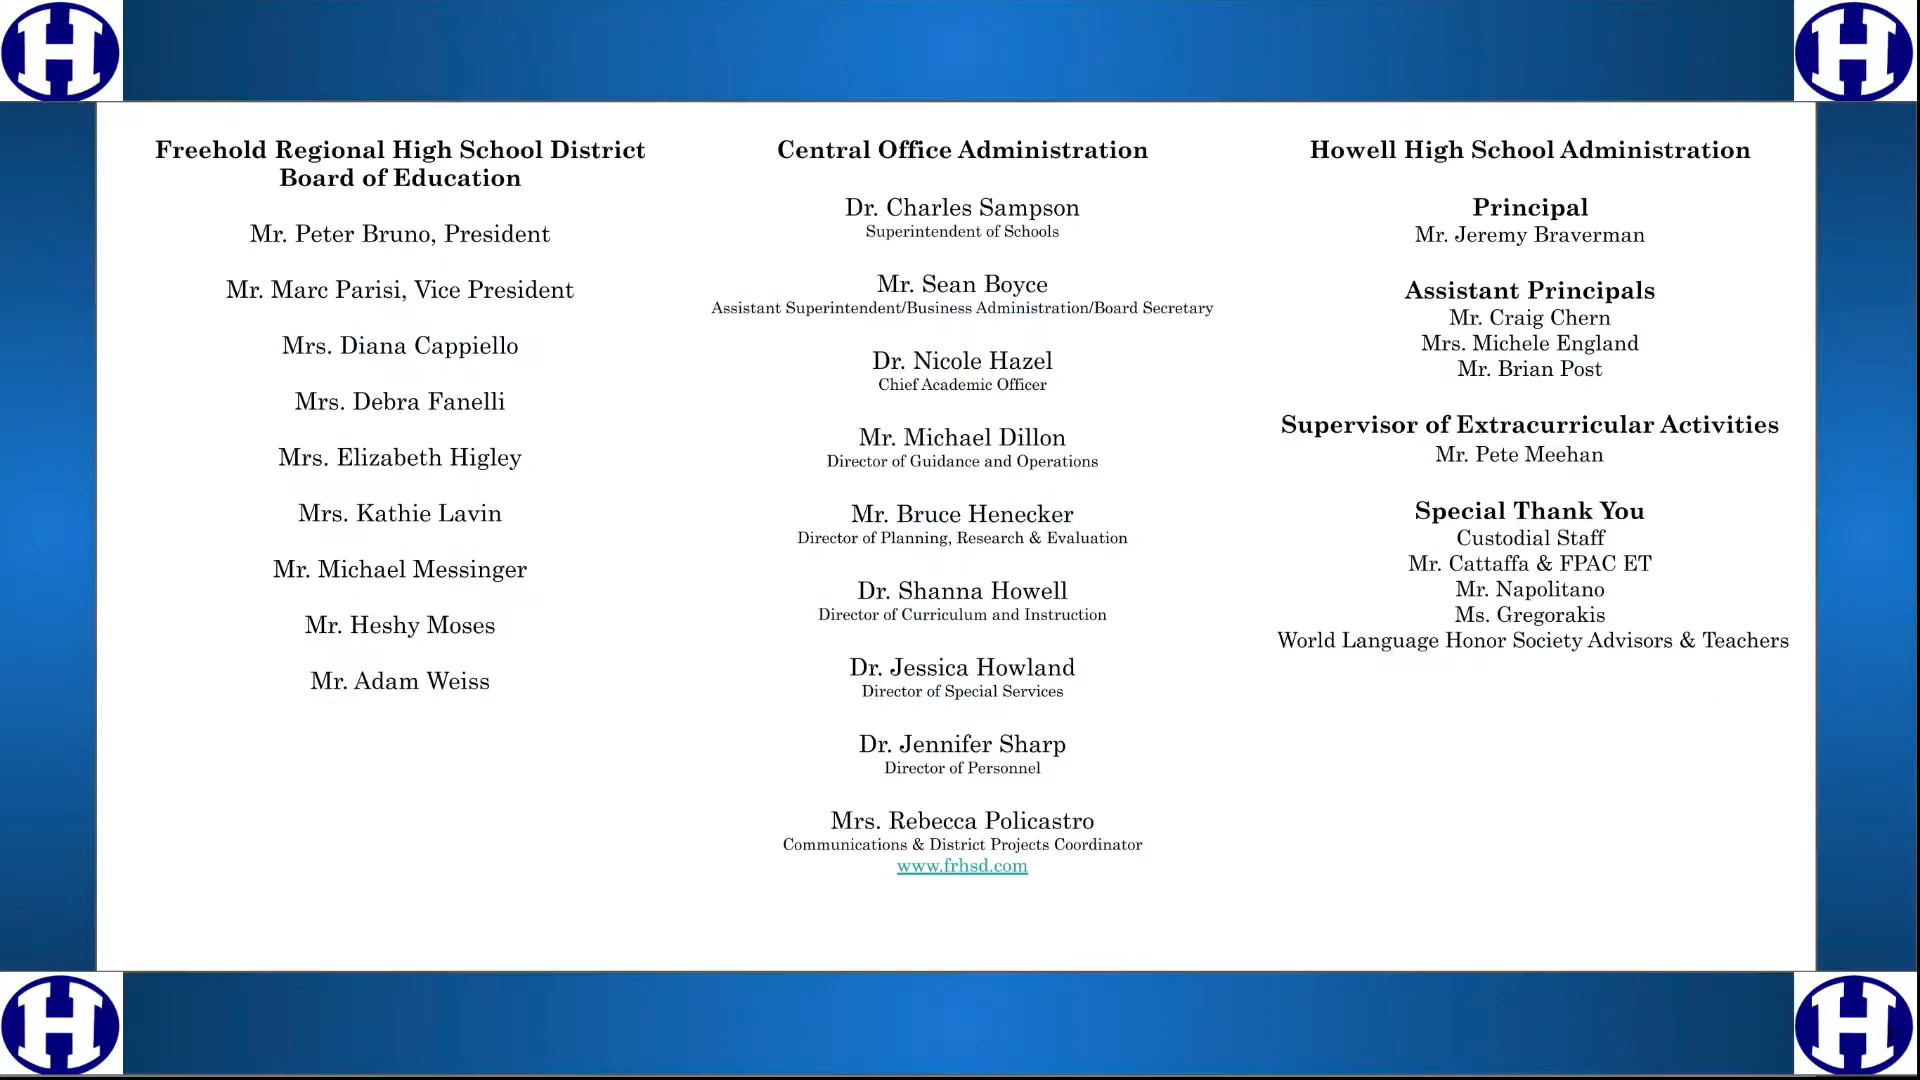 H
H
Freehold Regional High School District
Board of Education
Mr. Peter Bruno, President
Mr. Marc Parisi, Vice President
Mrs. Diana Cappiello
Mrs. Debra Fanelli
Mrs. Elizabeth Higley
Mrs. Kathie Lavin
Mr. Michael Messinger
Mr. Heshy Moses
Mr. Adam Weiss
Central Office Administration
Dr. Charles Sampson
Superintendent of Schools
Mr. Sean Boyce
Assistant Superintendent/Business Administration/Board Secretary
Dr. Nicole Hazel
Chief Academic Officer
Mr. Michael Dillon
Director of Guidance and Operations
Mr. Bruce Henecker
Director of Planning, Research & Evaluation
Dr. Shanna Howell
Director of Curriculum and Instruction
Dr. Jessica Howland
Director of Special Services
Dr. Jennifer Sharp
Director of Personnel
Mrs. Rebecca Policastro
Communications & District Projects Coordinator
www.frhsd.com
Howell High School Administration
Principal
Mr. Jeremy Braverman
Assistant Principals
Mr. Craig Chern
Mrs. Michele England
Mr. Brian Post
Supervisor of Extracurricular Activities
Mr. Pete Meehan
Special Thank You
Custodial Staff
Mr. Cattaffa & FPAC ET
Mr. Napolitano
Ms. Gregorakis
World Language Honor Society Advisors & Teachers
H
H